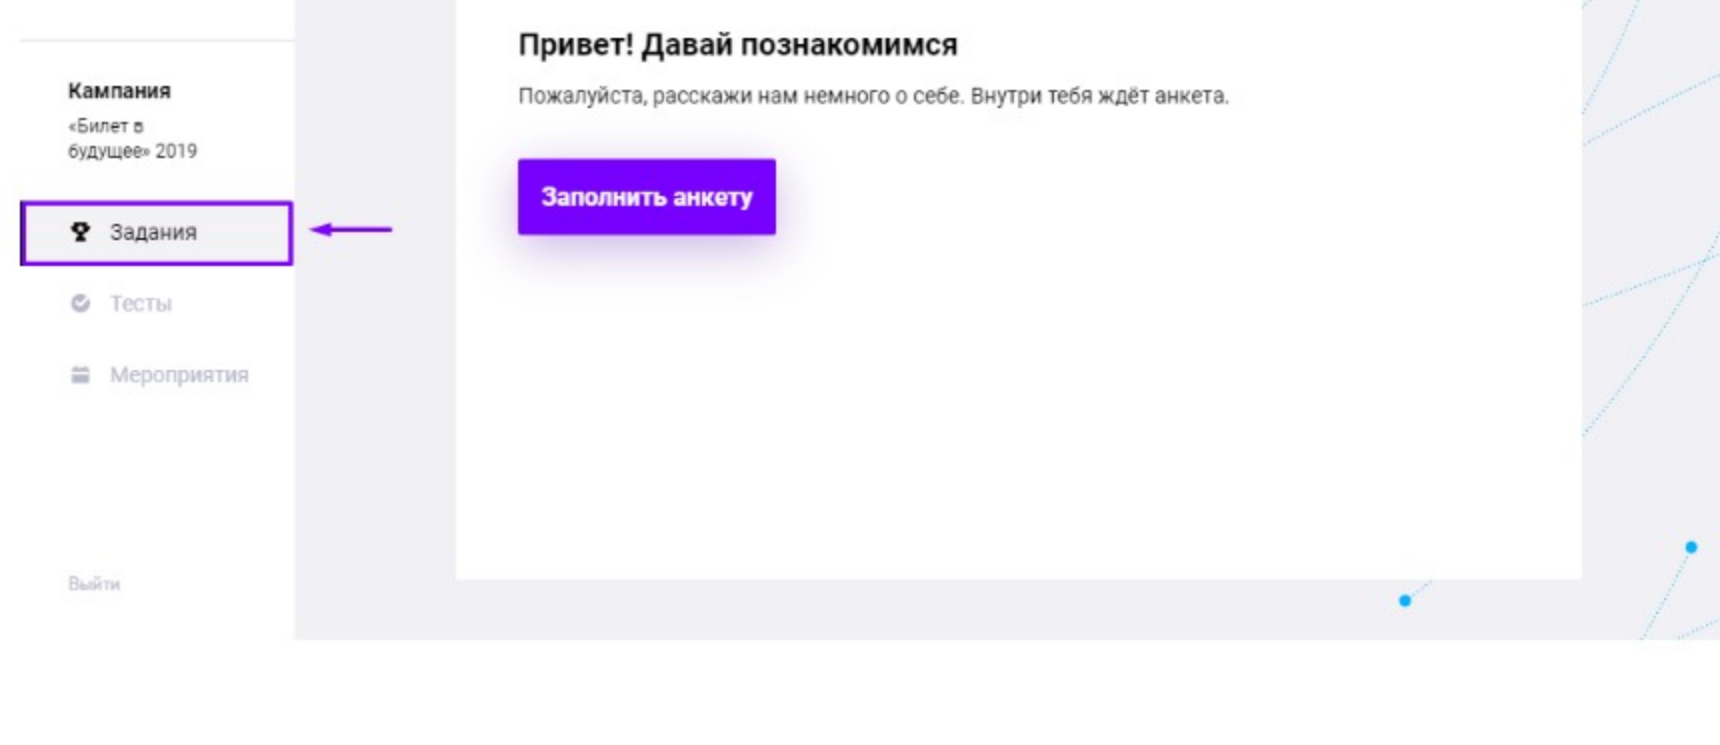 Привет! Давай познакомимся
Пожалуйста, расскажи нам немного о себе. Внутри тебя ждёт анкета.
Заполнить анкету
Кампания
«Билет в
будущее» 2019
Задания
Тесты
Мероприятия
Выйти